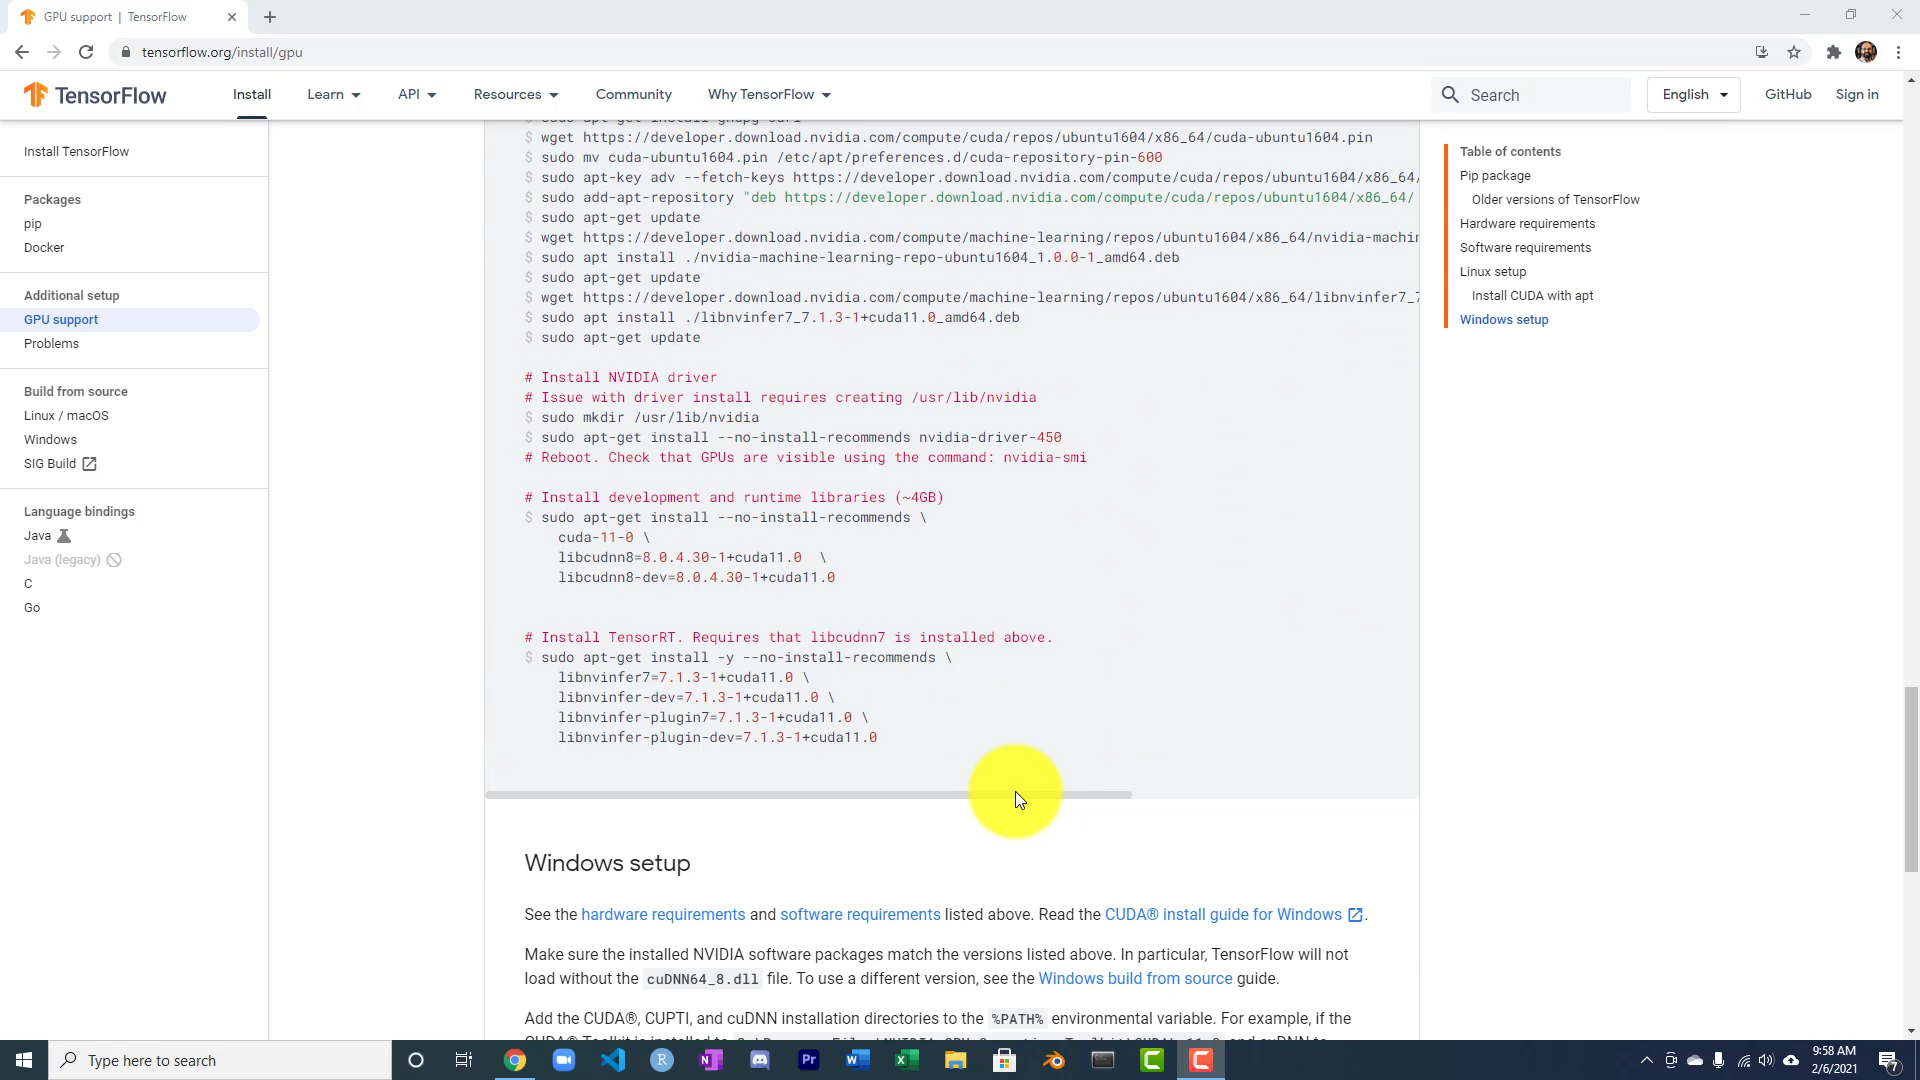 GPU support | TensorFlow
tensorflow.org/install/gpu
TensorFlow
Install
Learn
API
Resources
Community
Why TensorFlow
Search
English
GitHub
Sign in
Install TensorFlow
Packages
pip
Docker
Additional setup
GPU support
Problems
Build from source
Linux / macOS
Windows
SIG Build
Language bindings
Java
Java (legacy)
C
Go
$ sudo apt-get install gnupg-curl
$ wget https://developer.download.nvidia.com/compute/cuda/repos/ubuntu1604/x86_64/cuda-ubuntu1604.pin
$ sudo mv cuda-ubuntu1604.pin /etc/apt/preferences.d/cuda-repository-pin-600
$ sudo apt-key adv --fetch-keys https://developer.download.nvidia.com/compute/cuda/repos/ubuntu1604/x86_64/
$ sudo add-apt-repository "deb https://developer.download.nvidia.com/compute/cuda/repos/ubuntu1604/x86_64/
$ sudo apt-get update
$ wget https://developer.download.nvidia.com/compute/machine-learning/repos/ubuntu1604/x86_64/nvidia-machin
$ sudo apt install ./nvidia-machine-learning-repo-ubuntu1604_1.0.0-1_amd64.deb
$ sudo apt-get update
$ wget https://developer.download.nvidia.com/compute/machine-learning/repos/ubuntu1604/x86_64/libnvinfer7_7
$ sudo apt install ./libnvinfer7_7.1.3-1+cuda11.0_amd64.deb
$ sudo apt-get update
# Install NVIDIA driver
# Issue with driver install requires creating /usr/lib/nvidia
$ sudo mkdir /usr/lib/nvidia
$ sudo apt-get install --no-install-recommends nvidia-driver-450
# Reboot. Check that GPUs are visible using the command: nvidia-smi
# Install development and runtime libraries (~4GB)
$ sudo apt-get install --no-install-recommends \
cuda-11-0 \
libcudnn8=8.0.4.30-1+cuda11.0 \
libcudnn8-dev=8.0.4.30-1+cuda11.0
# Install TensorRT. Requires that libcudnn7 is installed above.
$ sudo apt-get install -y --no-install-recommends \
libnvinfer7=7.1.3-1+cuda11.0 \
libnvinfer-dev=7.1.3-1+cuda11.0 \
libnvinfer-plugin7=7.1.3-1+cuda11.0 \
libnvinfer-plugin-dev=7.1.3-1+cuda11.0
Windows setup
See the hardware requirements and software requirements listed above. Read the CUDA® install guide for Windows.
Make sure the installed NVIDIA software packages match the versions listed above. In particular, TensorFlow will not
load without the cuDNN64_8.dll file. To use a different version, see the Windows build from source guide.
Add the CUDA®, CUPTI, and cuDNN installation directories to the %PATH% environmental variable. For example, if the
Table of contents
Pip package
Older versions of TensorFlow
Hardware requirements
Software requirements
Linux setup
Install CUDA with apt
Windows setup
Type here to search
9:58 AM
2/6/2021
7